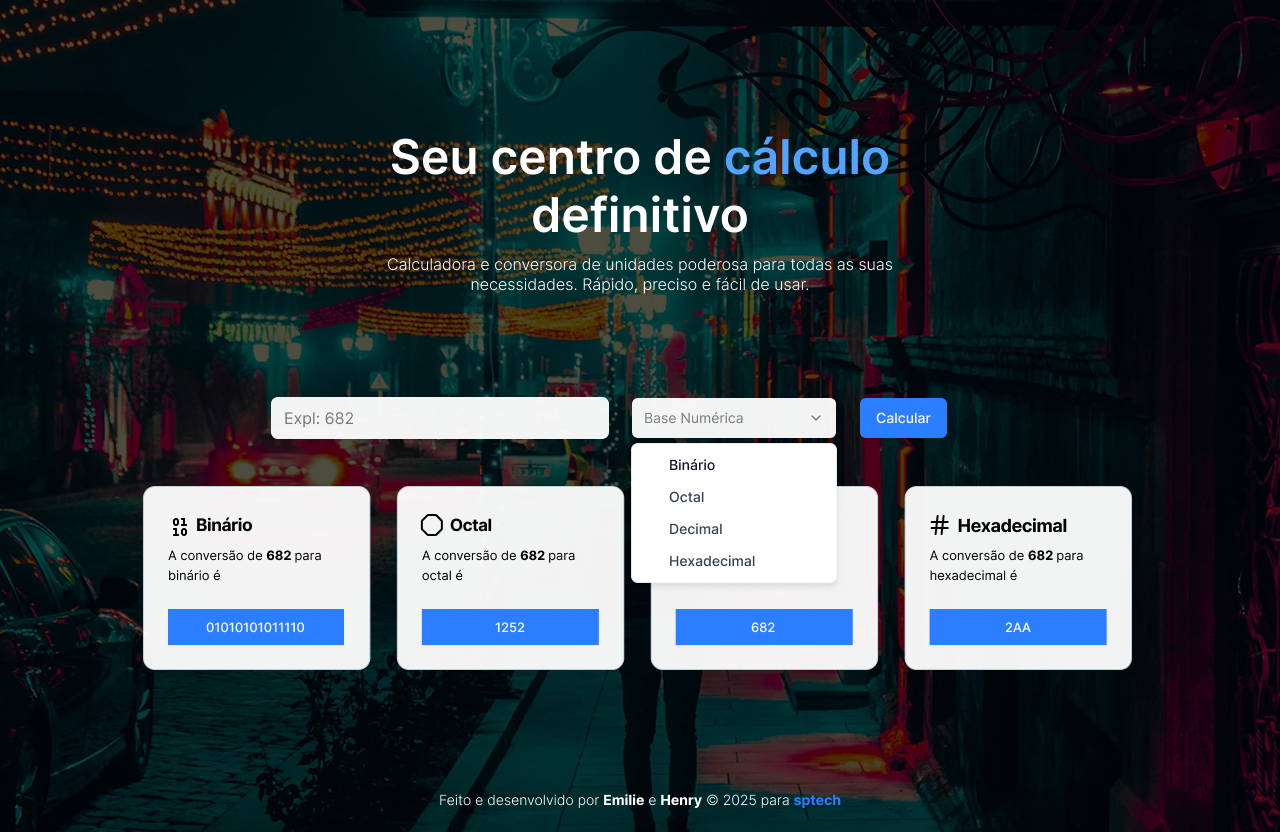 Seu centro de cálculo
definitivo
Calculadora e conversora de unidades poderosa para todas as suas
necessidades. Rápido, preciso e fácil de usar.
Expl: 682
Base Numérica
Calcular
Binário
Octal
Decimal
Hexadecimal
Binário
A conversão de 682 para
binário é
01010101011110
Octal
A conversão de 682 para
octal é
1252
682
Hexadecimal
A conversão de 682 para
hexadecimal é
2AA
Feito e desenvolvido por Emilie e Henry © 2025 para sptech